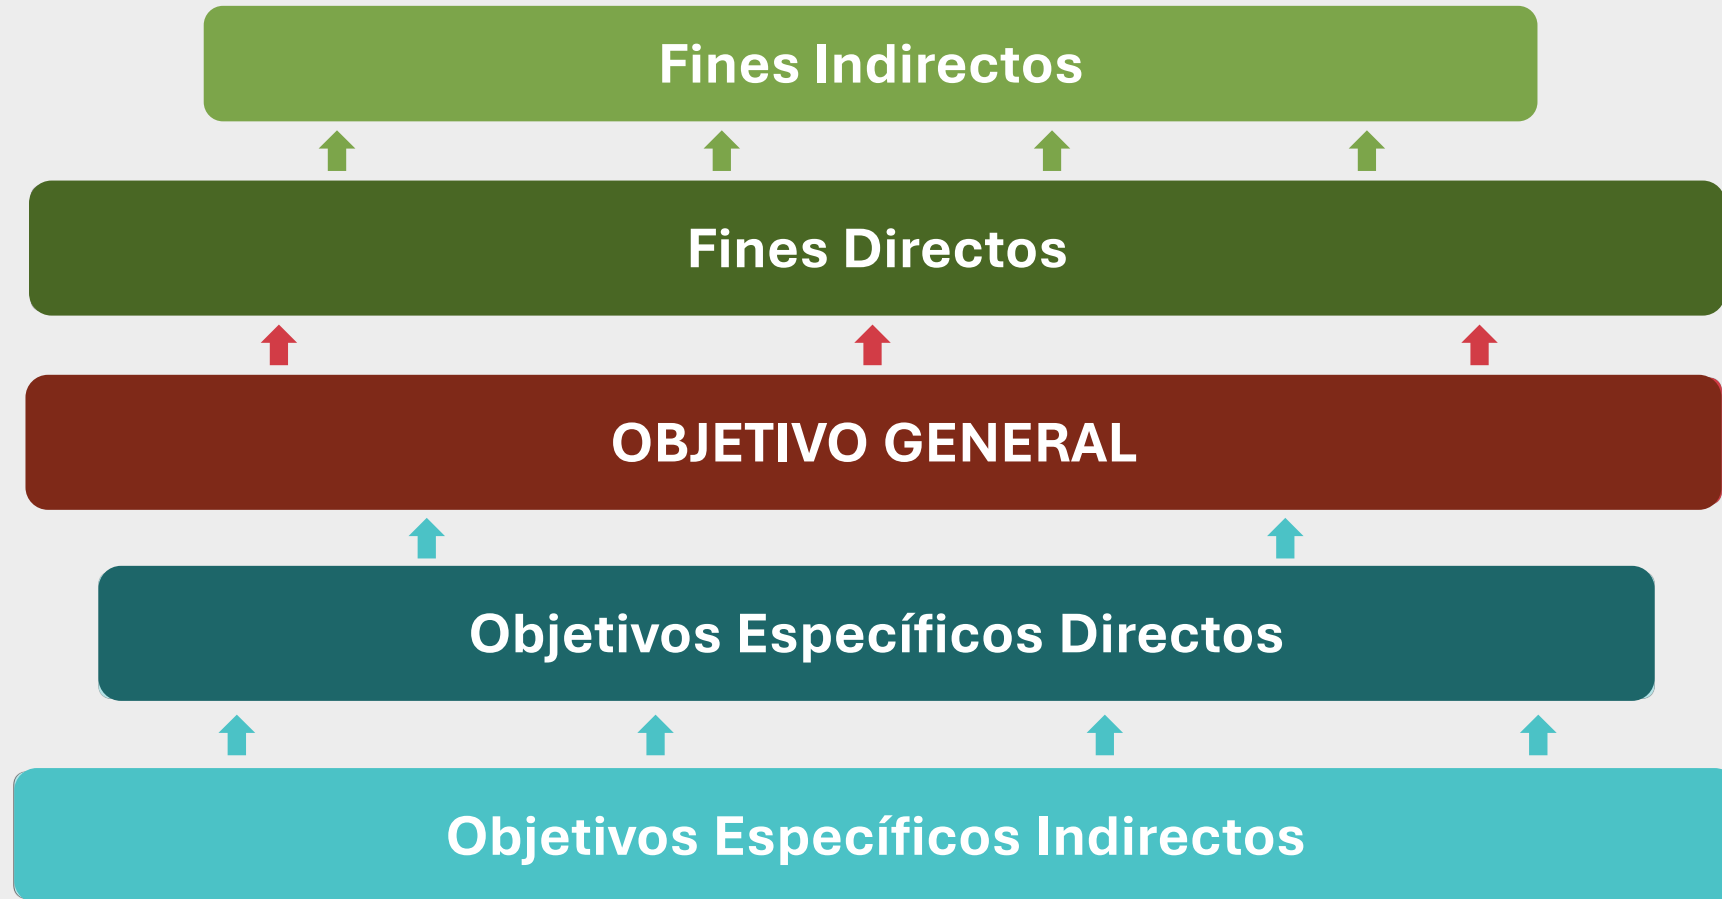 Fines Indirectos
Fines Directos
OBJETIVO GENERAL
Objetivos Específicos Directos
Objetivos Específicos Indirectos